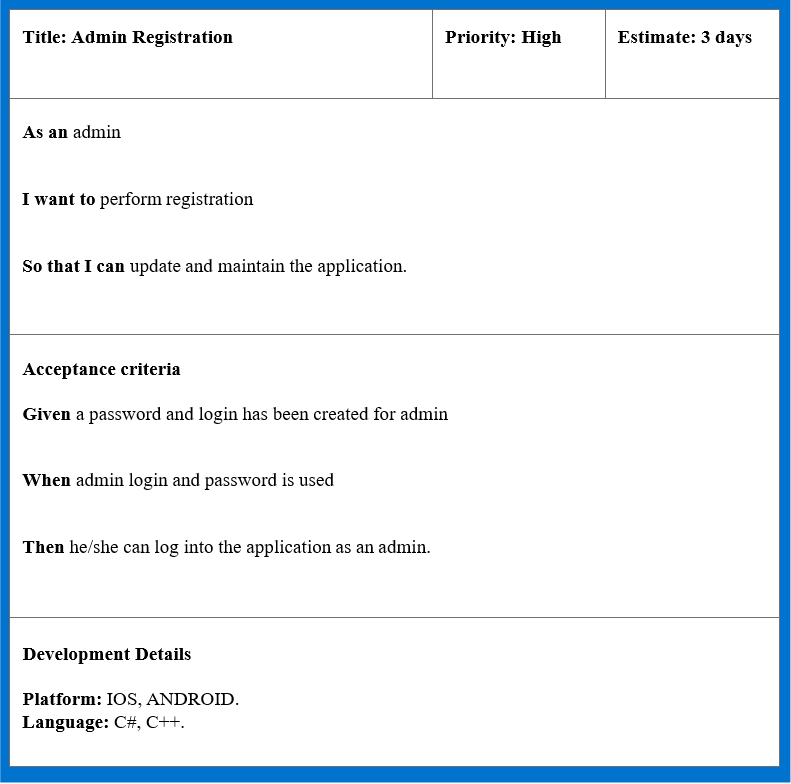 Title: Admin Registration
Priority: High
Estimate: 3 days
As an admin
I want to perform registration
So that I can update and maintain the application.
Acceptance criteria
Given a password and login has been created for admin
When admin login and password is used
Then he/she can log into the application as an admin.
Development Details
Platform: IOS, ANDROID.
Language: C#, C++.